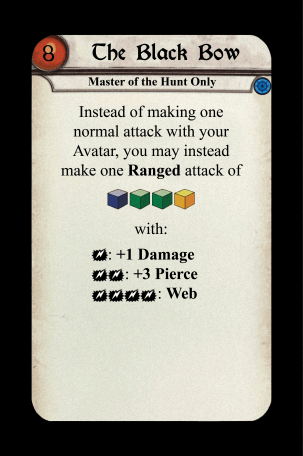 8 The Black Bow
Master of the Hunt Only
Instead of making one
normal attack with your
Avatar, you may instead
make one Ranged attack of
with:
: +1 Damage
: +3 Pierce
: Web